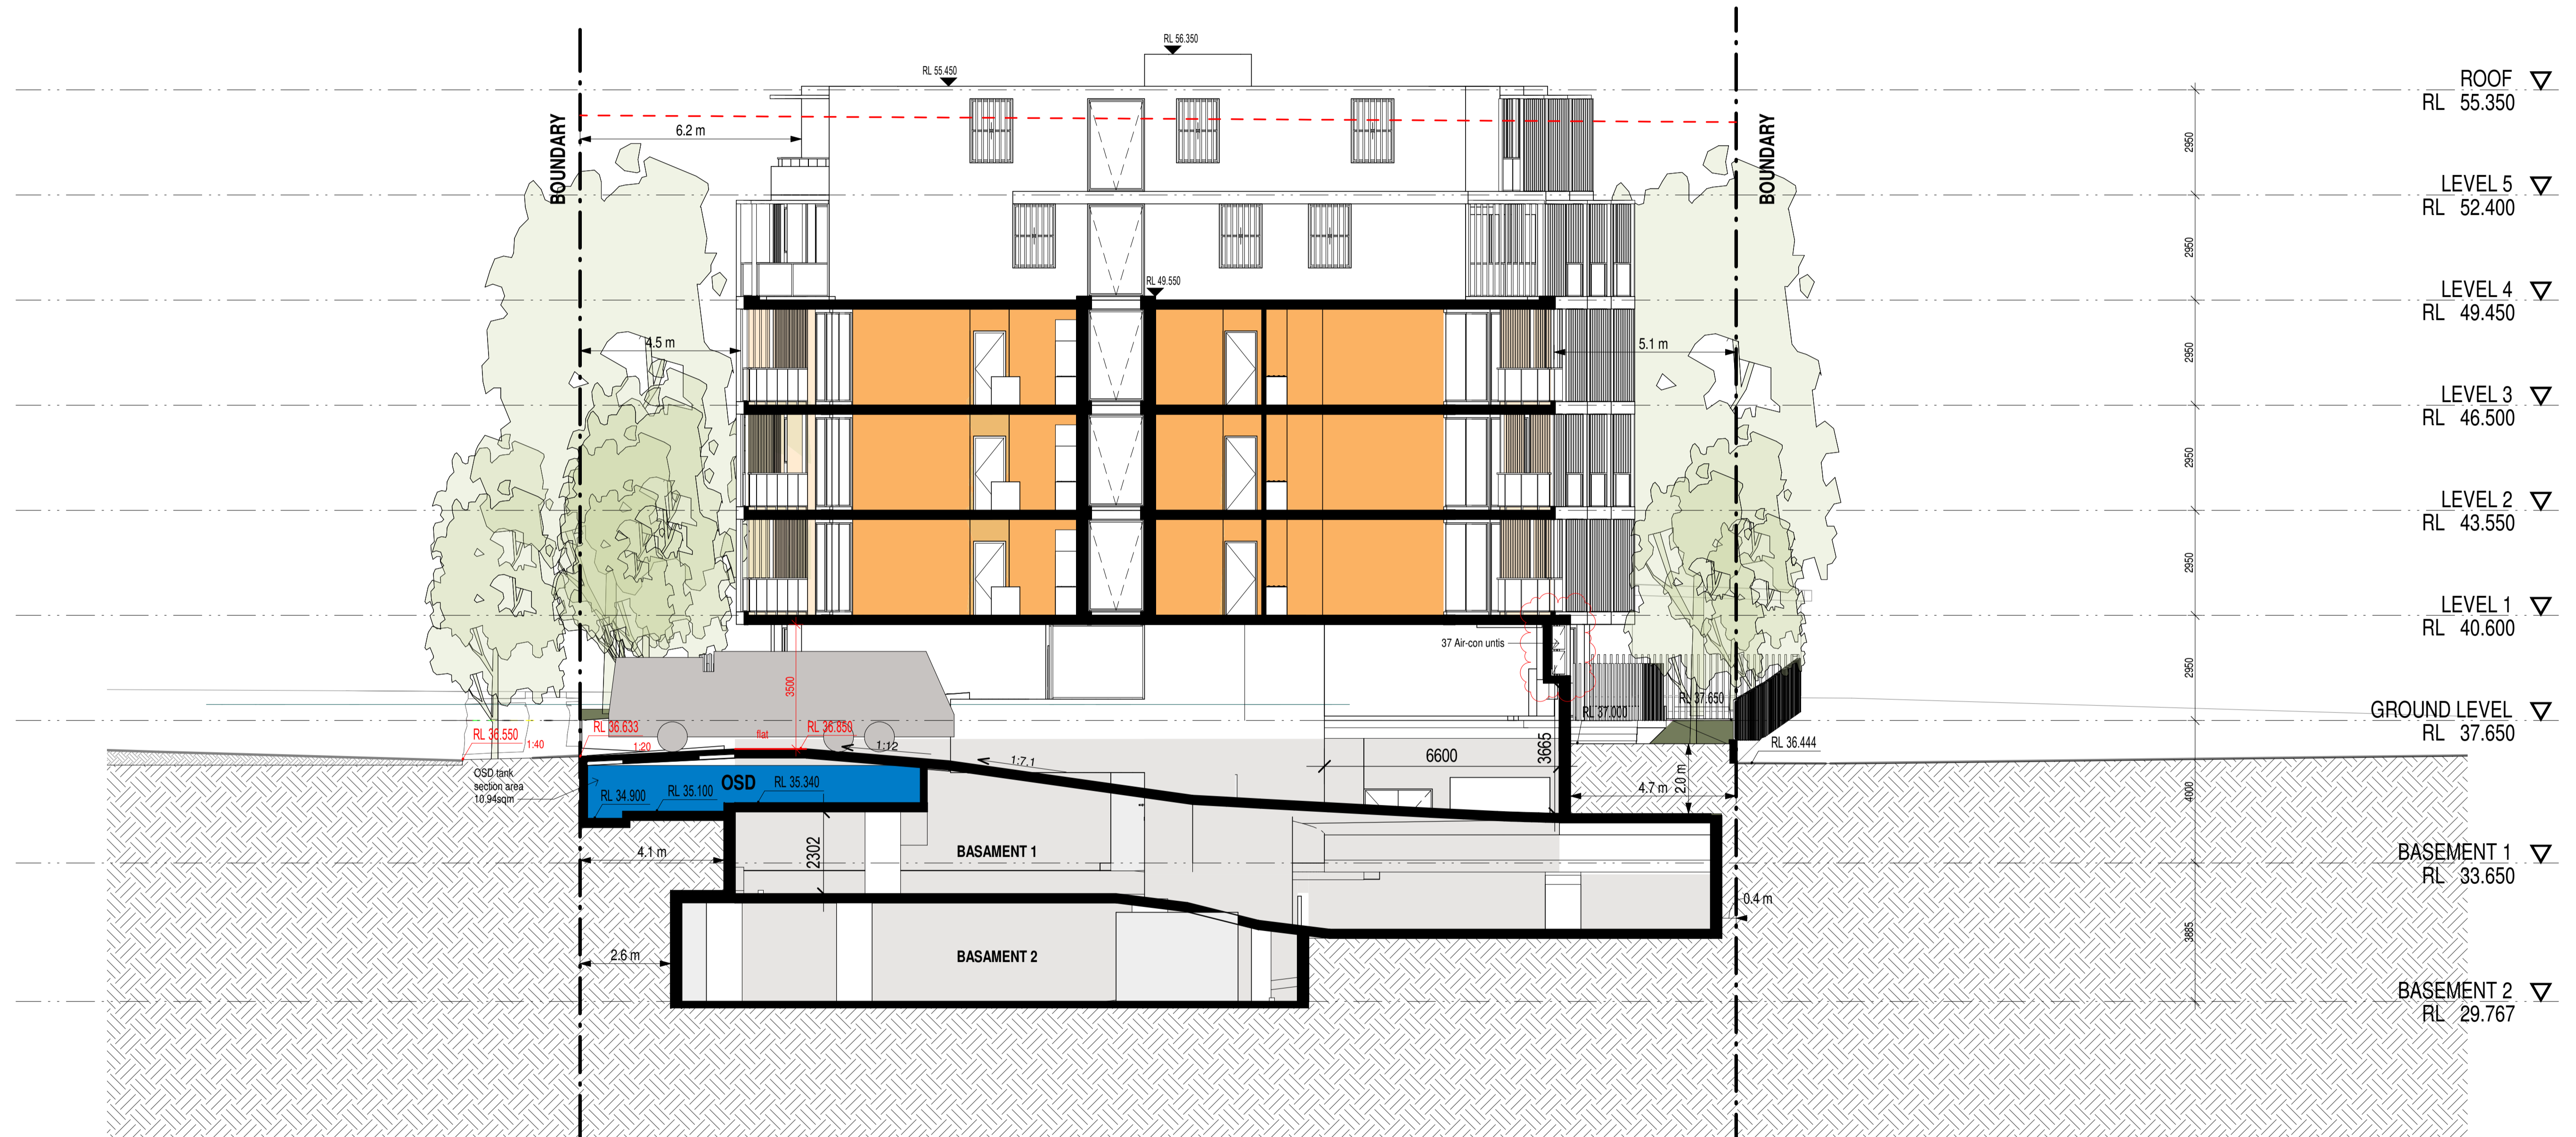 RL 56.350
RL 55.450
ROOF
RL 55.350
BOUNDARY
BOUNDARY
6.2 m
2950
LEVEL 5
RL 52.400
2950
RL 49.550
LEVEL 4
RL 49.450
4.5 m
5.1 m
2950
LEVEL 3
RL 46.500
2950
LEVEL 2
RL 43.550
2950
LEVEL 1
RL 40.600
37 Air-con untis
2950
3500
RL 37.650
RL 37.000
GROUND LEVEL
RL 37.650
RL 36.550
1:40
RL 36.633
1:20
flat
RL 36.850
1:12
1:7.1
6600
3665
RL 36.444
OSD tank
section area
10.94sqm
OSD
RL 34.900
RL 35.100
RL 35.340
4.7 m
2.0 m
4000
4.1 m
2302
BASAMENT 1
BASEMENT 1
RL 33.650
0.4 m
3885
2.6 m
BASAMENT 2
BASEMENT 2
RL 29.767